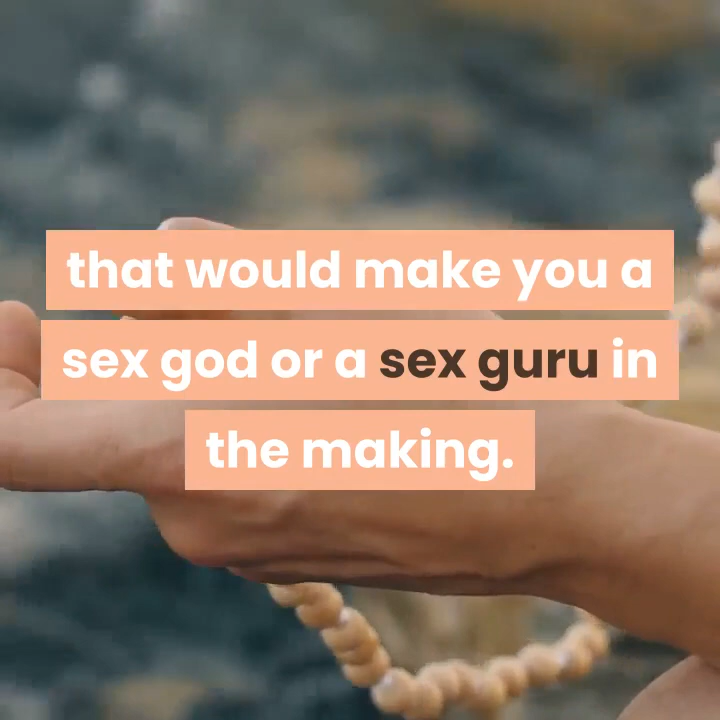 that would make you a
sex god or a sex guru in
the making.